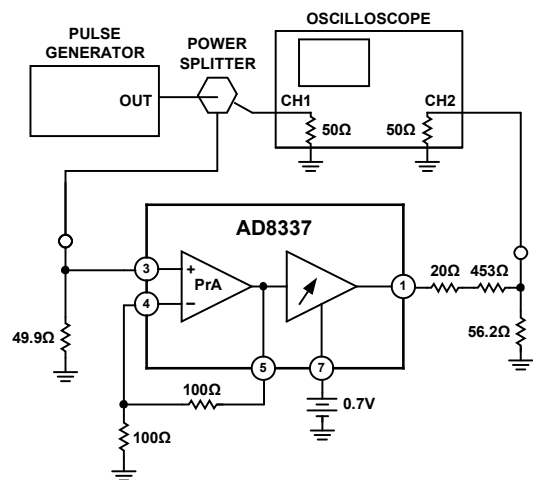 OSCILLOSCOPE
PULSE
GENERATOR
POWER
SPLITTER
OUT
CH1
CH2
50Ω
50Ω
AD8337
3
+
PrA
4
–
1
20Ω
453Ω
49.9Ω
56.2Ω
5
7
100Ω
0.7V
100Ω